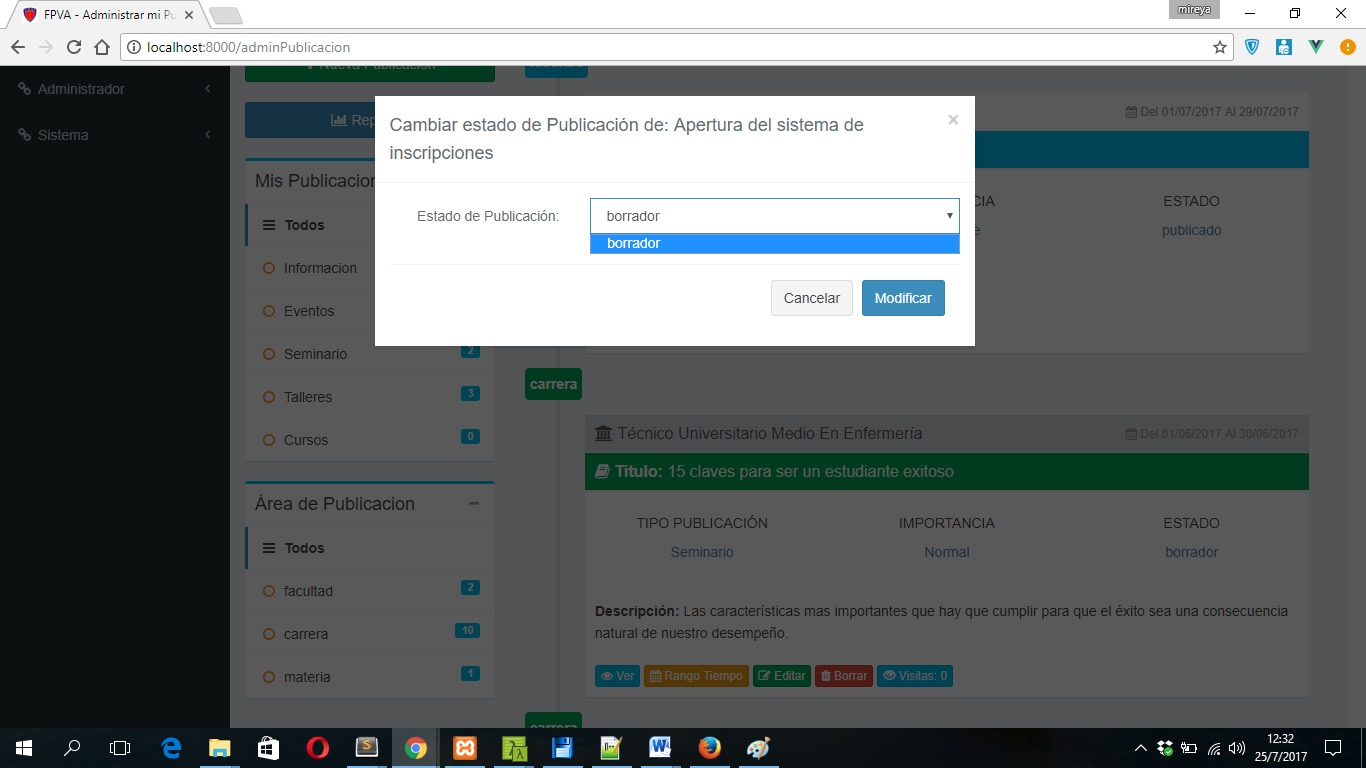 FPVA - Administrar mi Pu
mireya
localhost:8000/adminPublicacion
Administrador
Sistema
Nueva Publicación
Rep
Del 01/07/2017 Al 29/07/2017
Cambiar estado de Publicación de: Apertura del sistema de
inscripciones
×
Estado de Publicación:
borrador
borrador
Cancelar
Modificar
CIA
ESTADO
e
publicado
Mis Publicacion
Todos
Informacion
Eventos
Seminario
2
Talleres
3
Cursos
0
Área de Publicacion
Todos
facultad
2
carrera
10
materia
1
carrera
Técnico Universitario Medio En Enfermería
Del 01/06/2017 Al 30/06/2017
Titulo: 15 claves para ser un estudiante exitoso
TIPO PUBLICACIÓN
IMPORTANCIA
ESTADO
Seminario
Normal
borrador
Descripción: Las características mas importantes que hay que cumplir para que el éxito sea una consecuencia
natural de nuestro desempeño.
Ver
Rango Tiempo
Editar
Borrar
Visitas: 0
carrera
12:32
25/7/2017